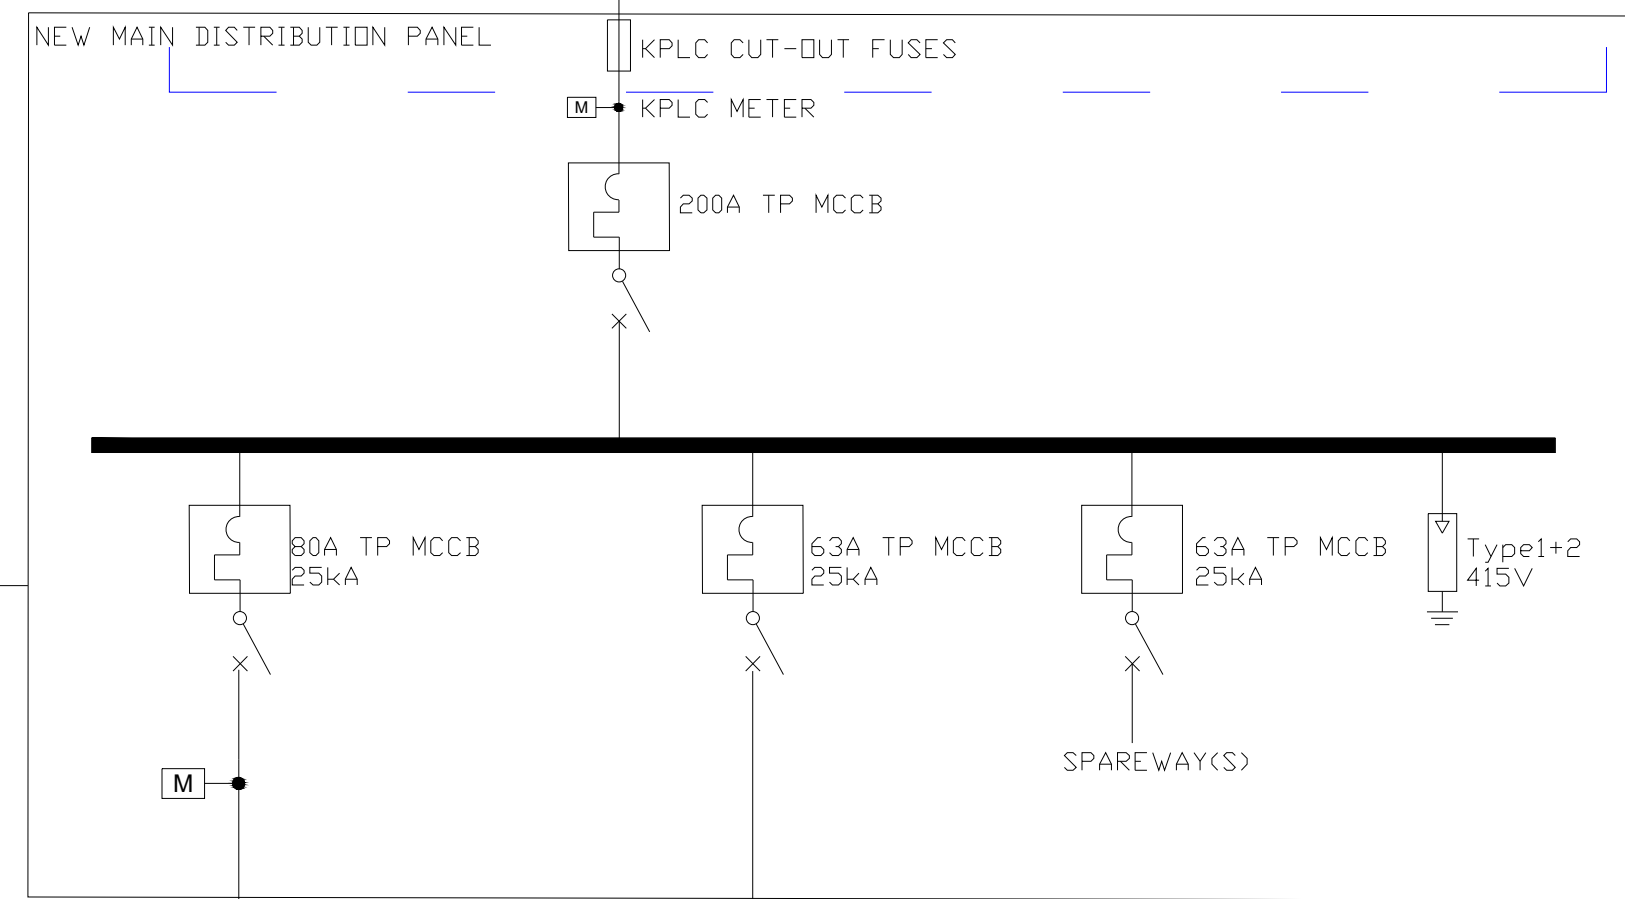 NEW MAIN DISTRIBUTION PANEL
KPLC CUT-OUT FUSES
M
KPLC METER
200A TP MCCB
80A TP MCCB
25kA
63A TP MCCB
25kA
63A TP MCCB
25kA
Type1+2
415V
SPAREWAY(S)
M